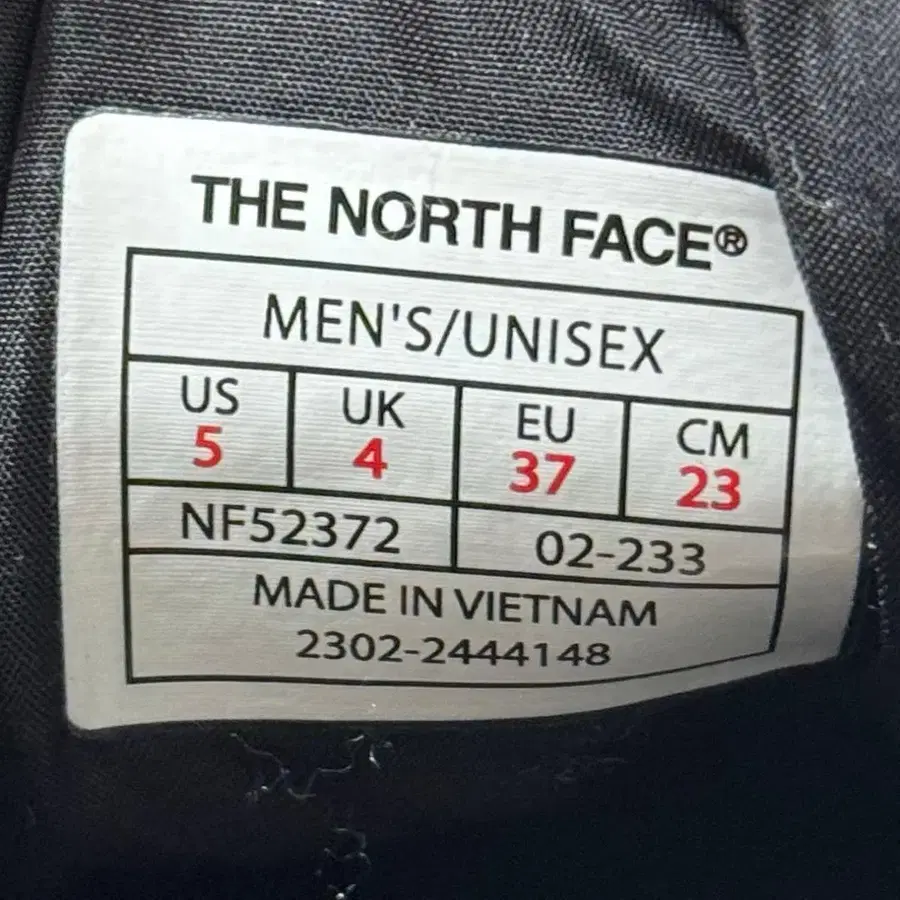 THE NORTH FACE®
MEN'S/UNISEX
US UK EU CM
5 4 37 23
NF52372 02-233
MADE IN VIETNAM
2302-2444148